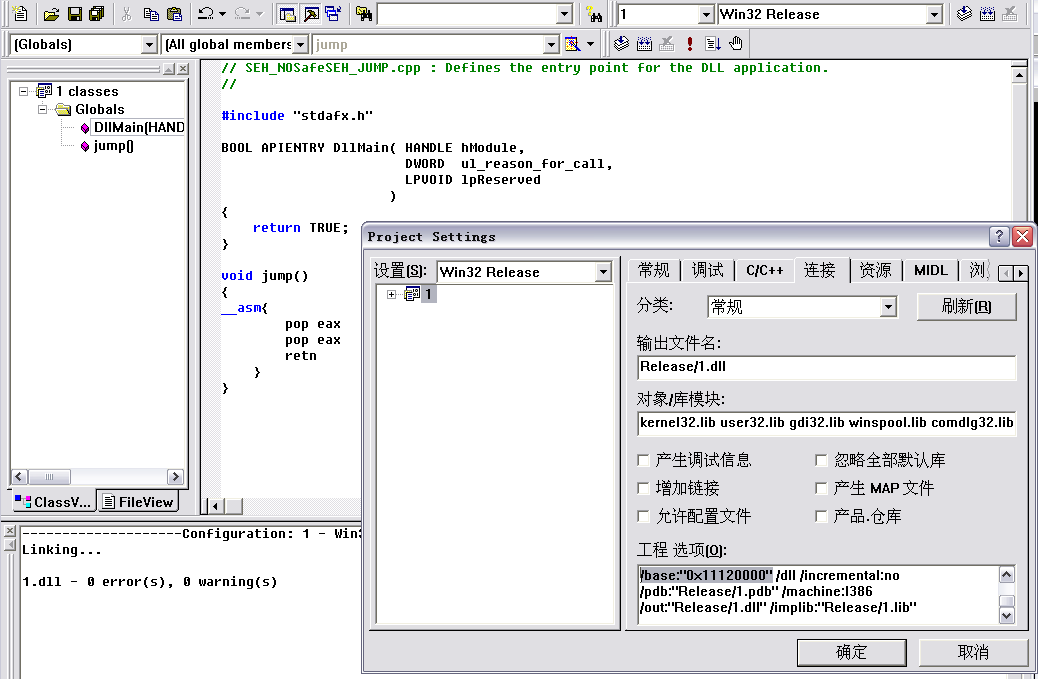 1
Win32 Release
(Globals)
(All global members
jump
1 classes
Globals
DllMain(HAND
jump()
ClassV...
FileView
// SEH_NOSafeSEH_JUMP.cpp : Defines the entry point for the DLL application.
//
#include "stdafx.h"
BOOL APIENTRY DllMain( HANDLE hModule,
DWORD  ul_reason_for_call,
LPVOID lpReserved
)
{
return TRUE;
}
void jump()
{
__asm{
pop eax
pop eax
retn
}
}
--------------------Configuration: 1 - Win3
Linking...
1.dll - 0 error(s), 0 warning(s)
Project Settings
设置(S):
Win32 Release
1
常规 调试 C/C++ 连接 资源 MIDL 浏
分类:
常规
刷新(R)
输出文件名:
Release/1.dll
对象/库模块:
kernel32.lib user32.lib gdi32.lib winspool.lib comdlg32.lib
产生调试信息
忽略全部默认库
增加链接
产生 MAP 文件
允许配置文件
产品.仓库
工程 选项(O):
/base:"0x11120000" /dll /incremental:no
/pdb:"Release/1.pdb" /machine:I386
/out:"Release/1.dll" /implib:"Release/1.lib"
确定
取消